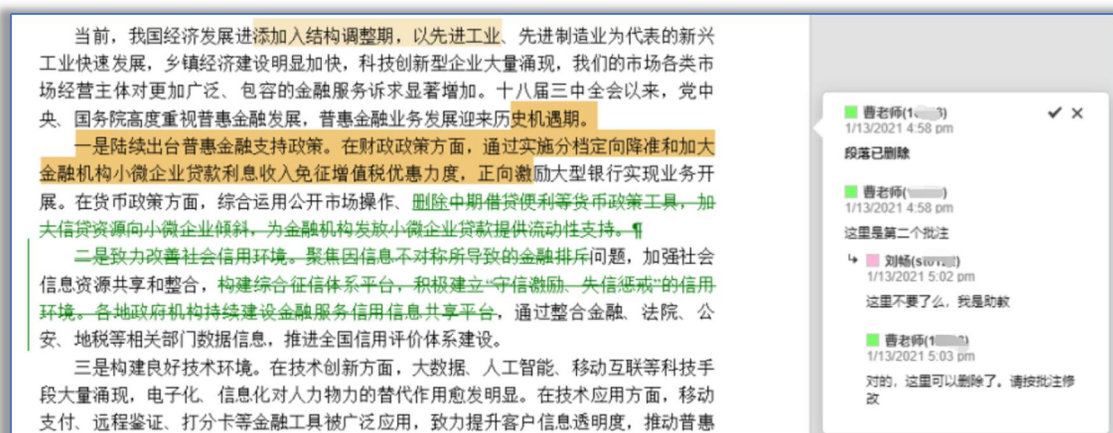 当前，我国经济发展进添加入结构调整期，以先进工业、先进制造业为代表的新兴
工业快速发展，乡镇经济建设明显加快，科技创新型企业大量涌现，我们的市场各类市
场经营主体对更加广泛、包容的金融服务诉求显著增加。十八届三中全会以来，党中
央、国务院高度重视普惠金融发展，普惠金融业务发展迎来历史机遇期。
一是陆续出台普惠金融支持政策。在财政政策方面，通过实施分档定向降准和加大
金融机构小微企业贷款利息收入免征增值税优惠力度，正向激励大型银行实现业务开
展。在货币政策方面，综合运用公开市场操作、删除中期借贷便利等货币政策工具，加
大信贷资源向小微企业倾斜，为金融机构发放小微企业贷款提供流动性支持。¶
二是致力改善社会信用环境。聚焦因信息不对称所导致的金融排斥问题，加强社会
信息资源共享和整合，构建综合征信体系平台，积极建立“守信激励、失信惩戒”的信用
环境。各地政府机构持续建设金融服务信用信息共享平台，通过整合金融、法院、公
安、地税等相关部门数据信息，推进全国信用评价体系建设。
三是构建良好技术环境。在技术创新方面，大数据、人工智能、移动互联等科技手
段大量涌现，电子化、信息化对人力物力的替代作用愈发明显。在技术应用方面，移动
支付、远程鉴证、打分卡等金融工具被广泛应用，致力提升客户信息透明度，推动普惠
曹老师
1/13/2021 4:58 pm
段落已删除
曹老师
1/13/2021 4:58 pm
这里是第二个批注
刘畅
1/13/2021 5:02 pm
这里不要了么，我是助教
曹老师
1/13/2021 5:03 pm
对的，这里可以删除了。请按批注修
改